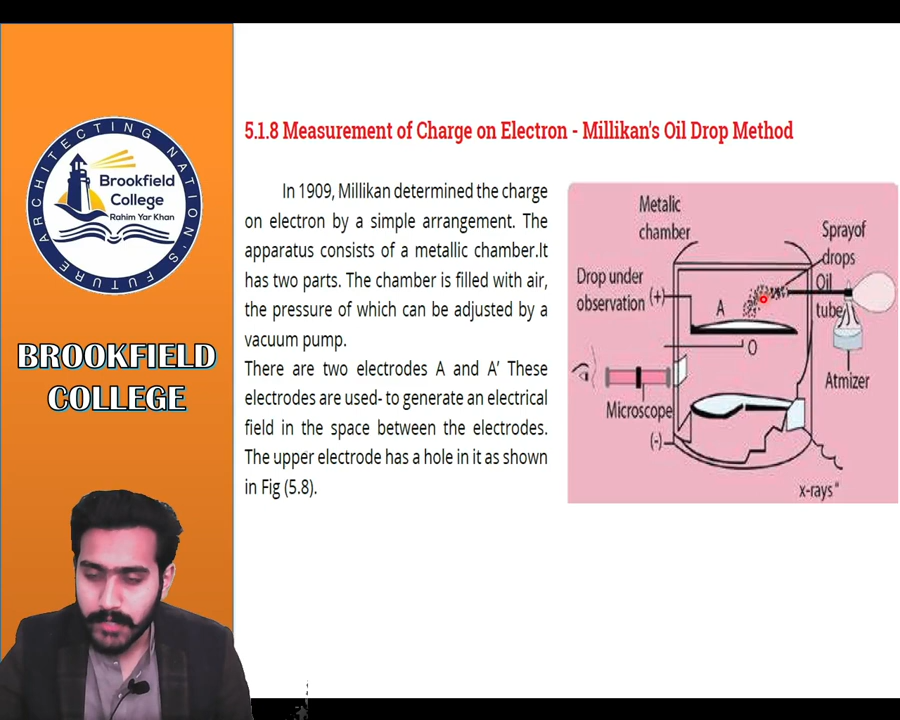 5.1.8 Measurement of Charge on Electron - Millikan's Oil Drop Method
ARCHITECTING NATION'S FUTURE
Brookfield
College
Rahim Yar Khan
BROOKFIELD
COLLEGE
In 1909, Millikan determined the charge
on electron by a simple arrangement. The
apparatus consists of a metallic chamber.It
has two parts. The chamber is filled with air,
the pressure of which can be adjusted by a
vacuum pump.
There are two electrodes A and A' These
electrodes are used- to generate an electrical
field in the space between the electrodes.
The upper electrode has a hole in it as shown
in Fig (5.8).
Metalic
chamber
Sprayof
drops
Drop under
observation (+)
Oil
tube
A
O
Atmizer
Microscope
(-)
x-rays"